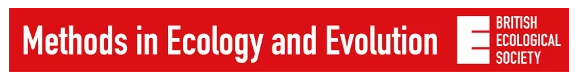 Methods in Ecology and Evolution
BRITISH
ECOLOGICAL
SOCIETY